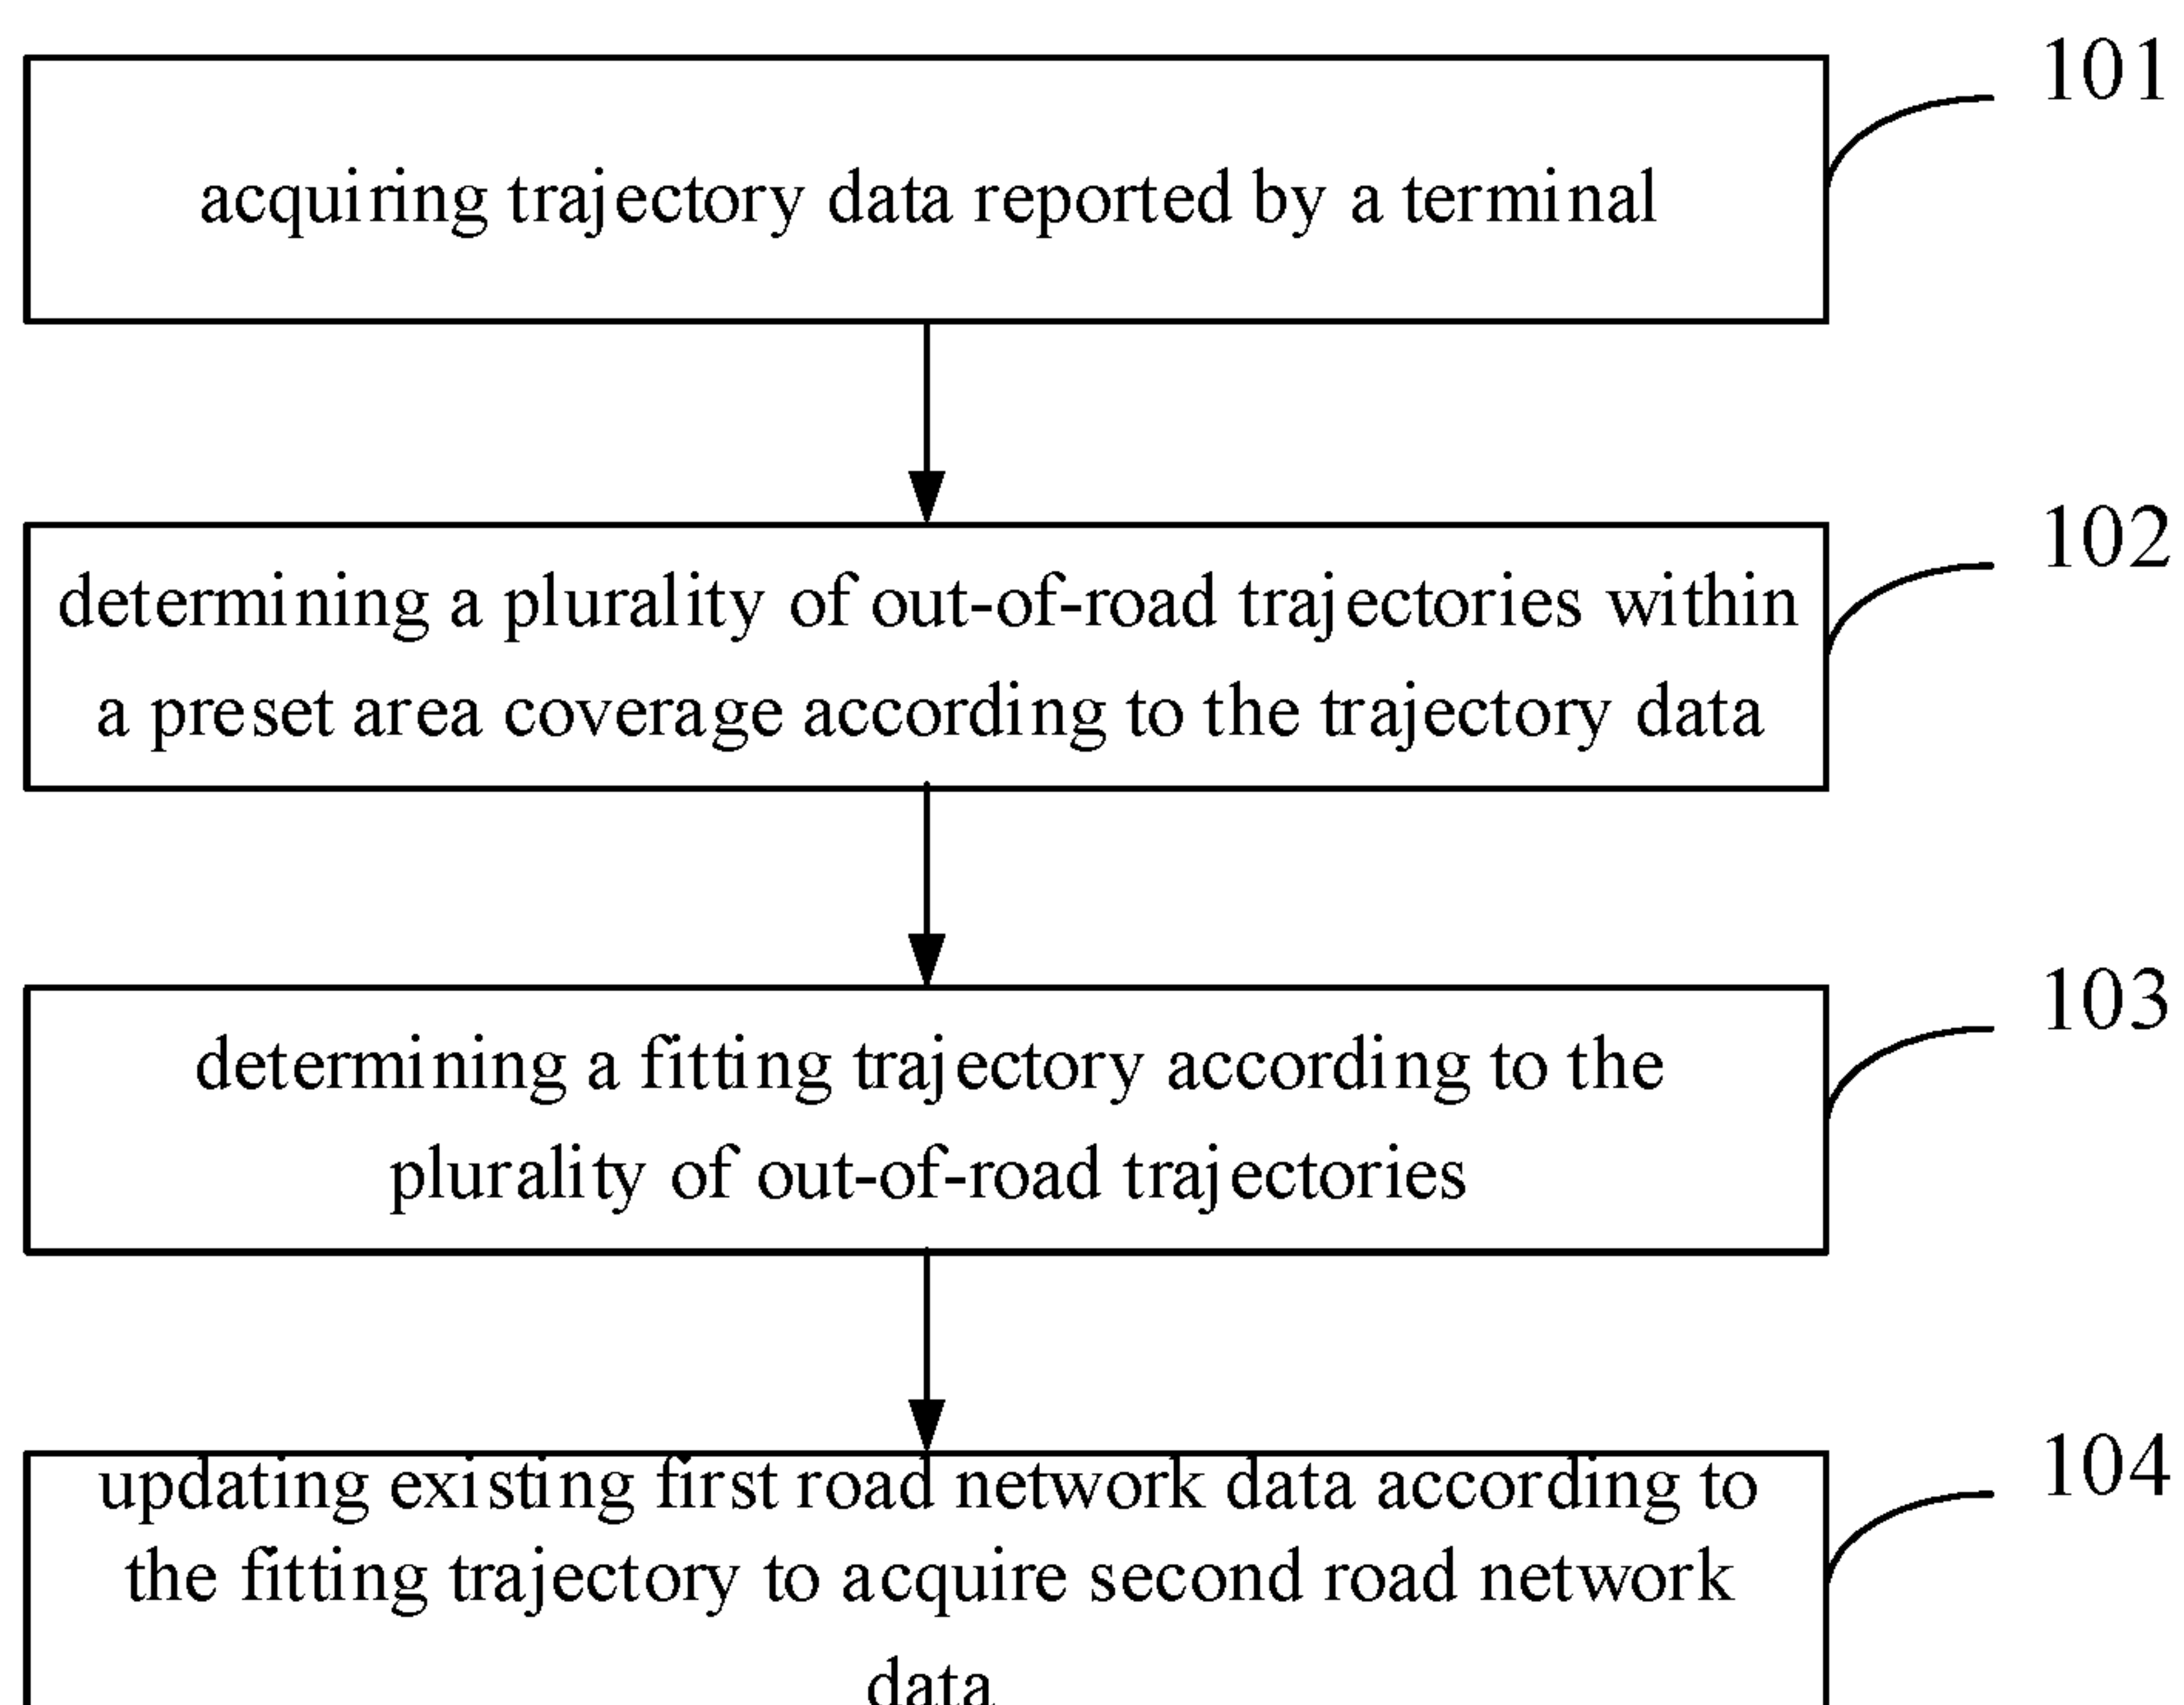 101
acquiring trajectory data reported by a terminal
102
determining a plurality of out-of-road trajectories within
a preset area coverage according to the trajectory data
103
determining a fitting trajectory according to the
plurality of out-of-road trajectories
104
updating existing first road network data according to
the fitting trajectory to acquire second road network
data